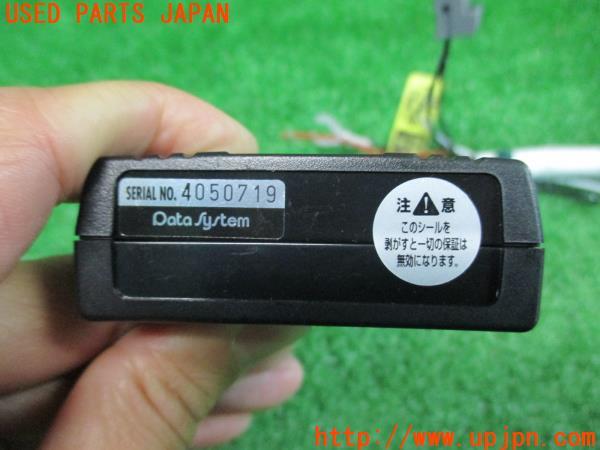 USED PARTS JAPAN
SERIAL NO. 4050719
Data System
注 意
このシールを
剥がすと一切の保証は
無効になります。
http://www.upjpn.com/